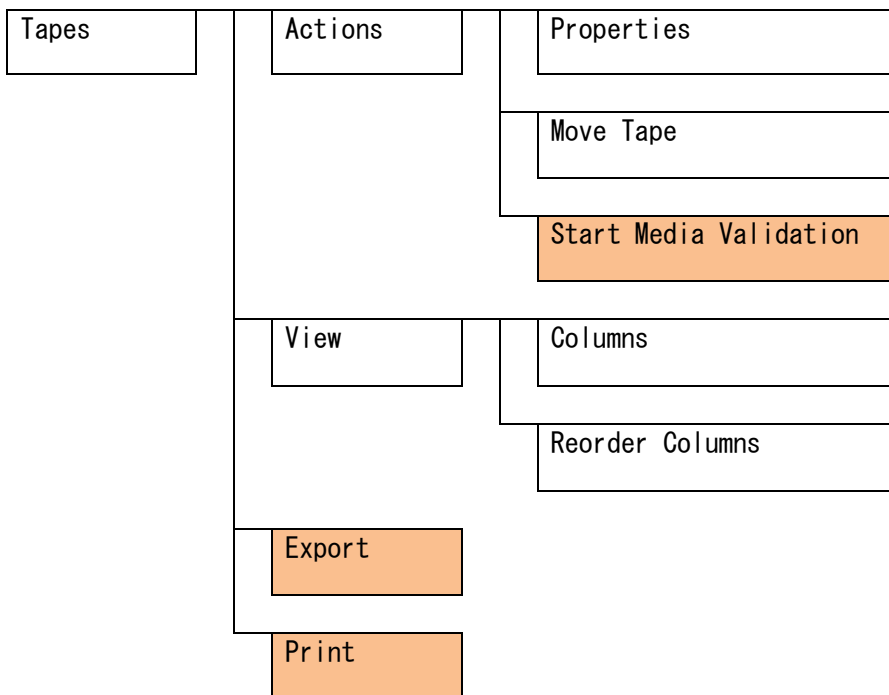 Tapes
Actions
Properties
Move Tape
Start Media Validation
View
Columns
Reorder Columns
Export
Print